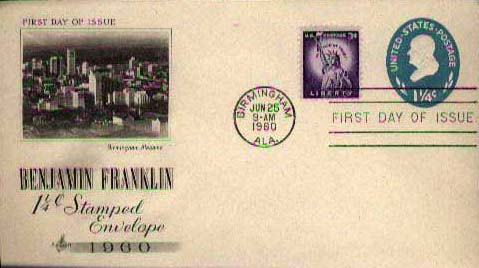 FIRST DAY OF ISSUE
Birmingham, Alabama
BENJAMIN FRANKLIN
1¼¢ Stamped
Envelope
1960
U.S. POSTAGE 3¢
LIBERTY
UNITED STATES POSTAGE
1¼¢
BIRMINGHAM
JUN 25
9-AM
1960
ALA.
FIRST DAY OF ISSUE